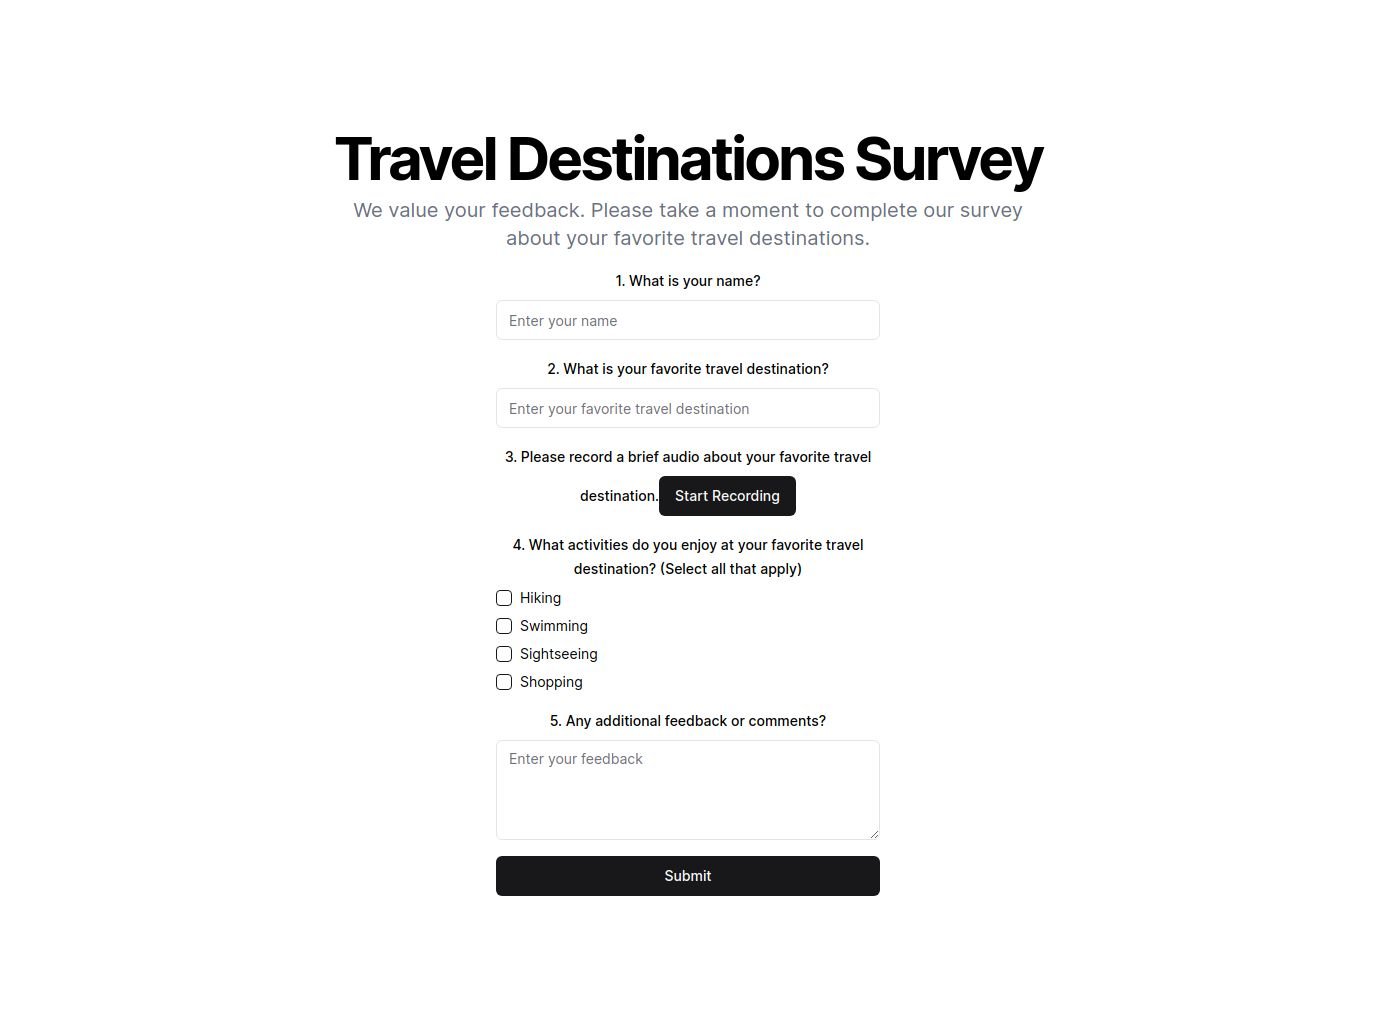 Travel Destinations Survey
We value your feedback. Please take a moment to complete our survey
about your favorite travel destinations.
1. What is your name?
Enter your name
2. What is your favorite travel destination?
Enter your favorite travel destination
3. Please record a brief audio about your favorite travel
destination. Start Recording
4. What activities do you enjoy at your favorite travel
destination? (Select all that apply)
Hiking
Swimming
Sightseeing
Shopping
5. Any additional feedback or comments?
Enter your feedback
Submit